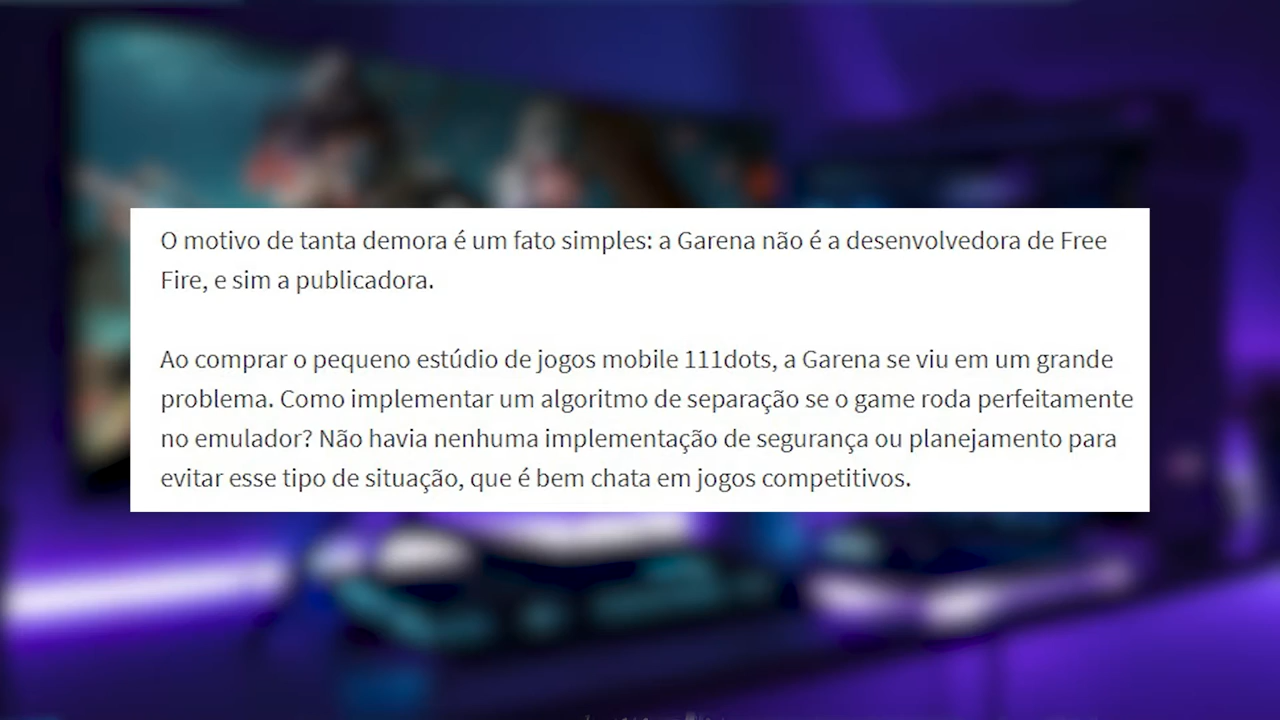 O motivo de tanta demora é um fato simples: a Garena não é a desenvolvedora de Free
Fire, e sim a publicadora.
Ao comprar o pequeno estúdio de jogos mobile 111dots, a Garena se viu em um grande
problema. Como implementar um algoritmo de separação se o game roda perfeitamente
no emulador? Não havia nenhuma implementação de segurança ou planejamento para
evitar esse tipo de situação, que é bem chata em jogos competitivos.